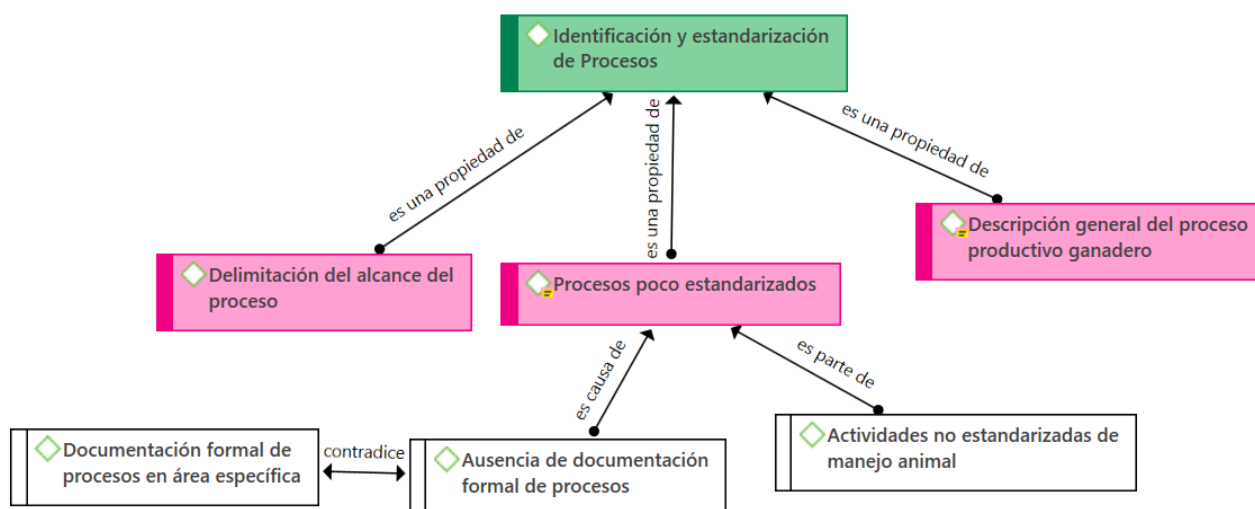 Identificación y estandarización
de Procesos
es una propiedad de
es una propiedad de
es una propiedad de
Delimitación del alcance del
proceso
Procesos poco estandarizados
Descripción general del proceso
productivo ganadero
es causa de
es parte de
Documentación formal de
procesos en área específica
contradice
Ausencia de documentación
formal de procesos
Actividades no estandarizadas de
manejo animal